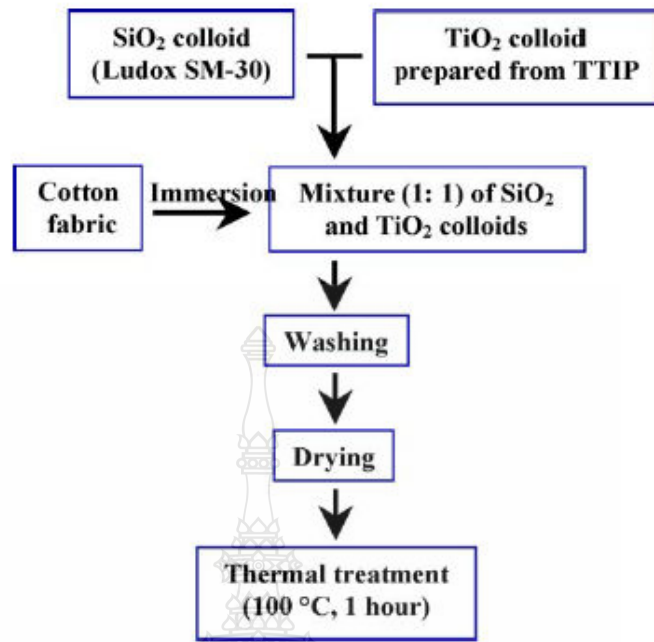 SiO₂ colloid
(Ludox SM-30)
TiO₂ colloid
prepared from TTIP
Cotton
fabric
Immersion
Mixture (1: 1) of SiO₂
and TiO₂ colloids
Washing
Drying
Thermal treatment
(100 °C, 1 hour)